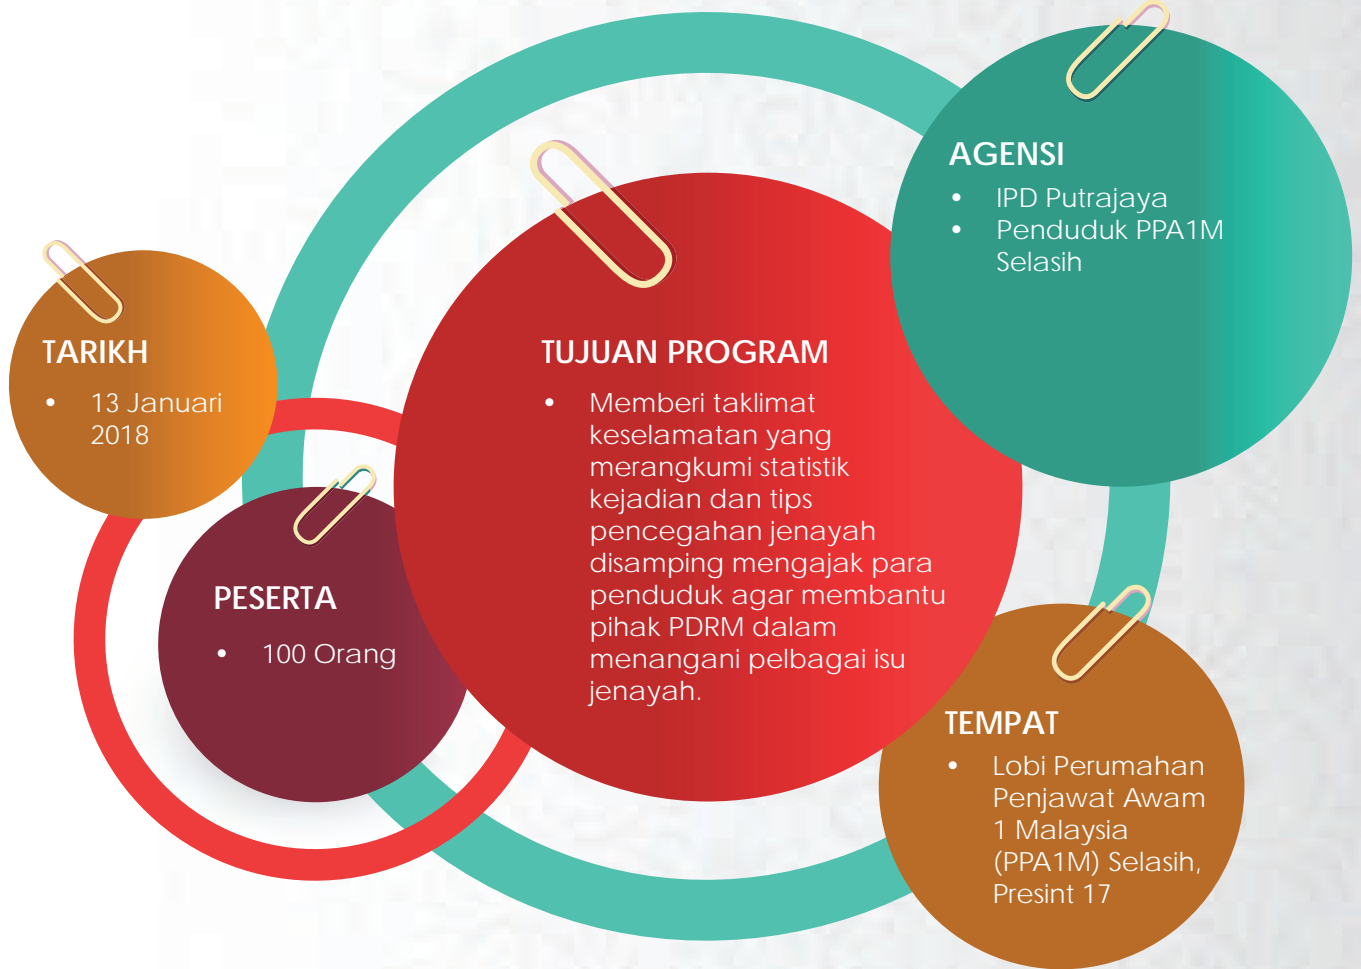 TARIKH
• 13 Januari
2018
PESERTA
• 100 Orang
TUJUAN PROGRAM
• Memberi taklimat
keselamatan yang
merangkumi statistik
kejadian dan tips
pencegahan jenayah
disamping mengajak para
penduduk agar membantu
pihak PDRM dalam
menangani pelbagai isu
jenayah.
AGENSI
• IPD Putrajaya
• Penduduk PPA1M
Selasih
TEMPAT
• Lobi Perumahan
Penjawat Awam
1 Malaysia
(PPA1M) Selasih,
Presint 17